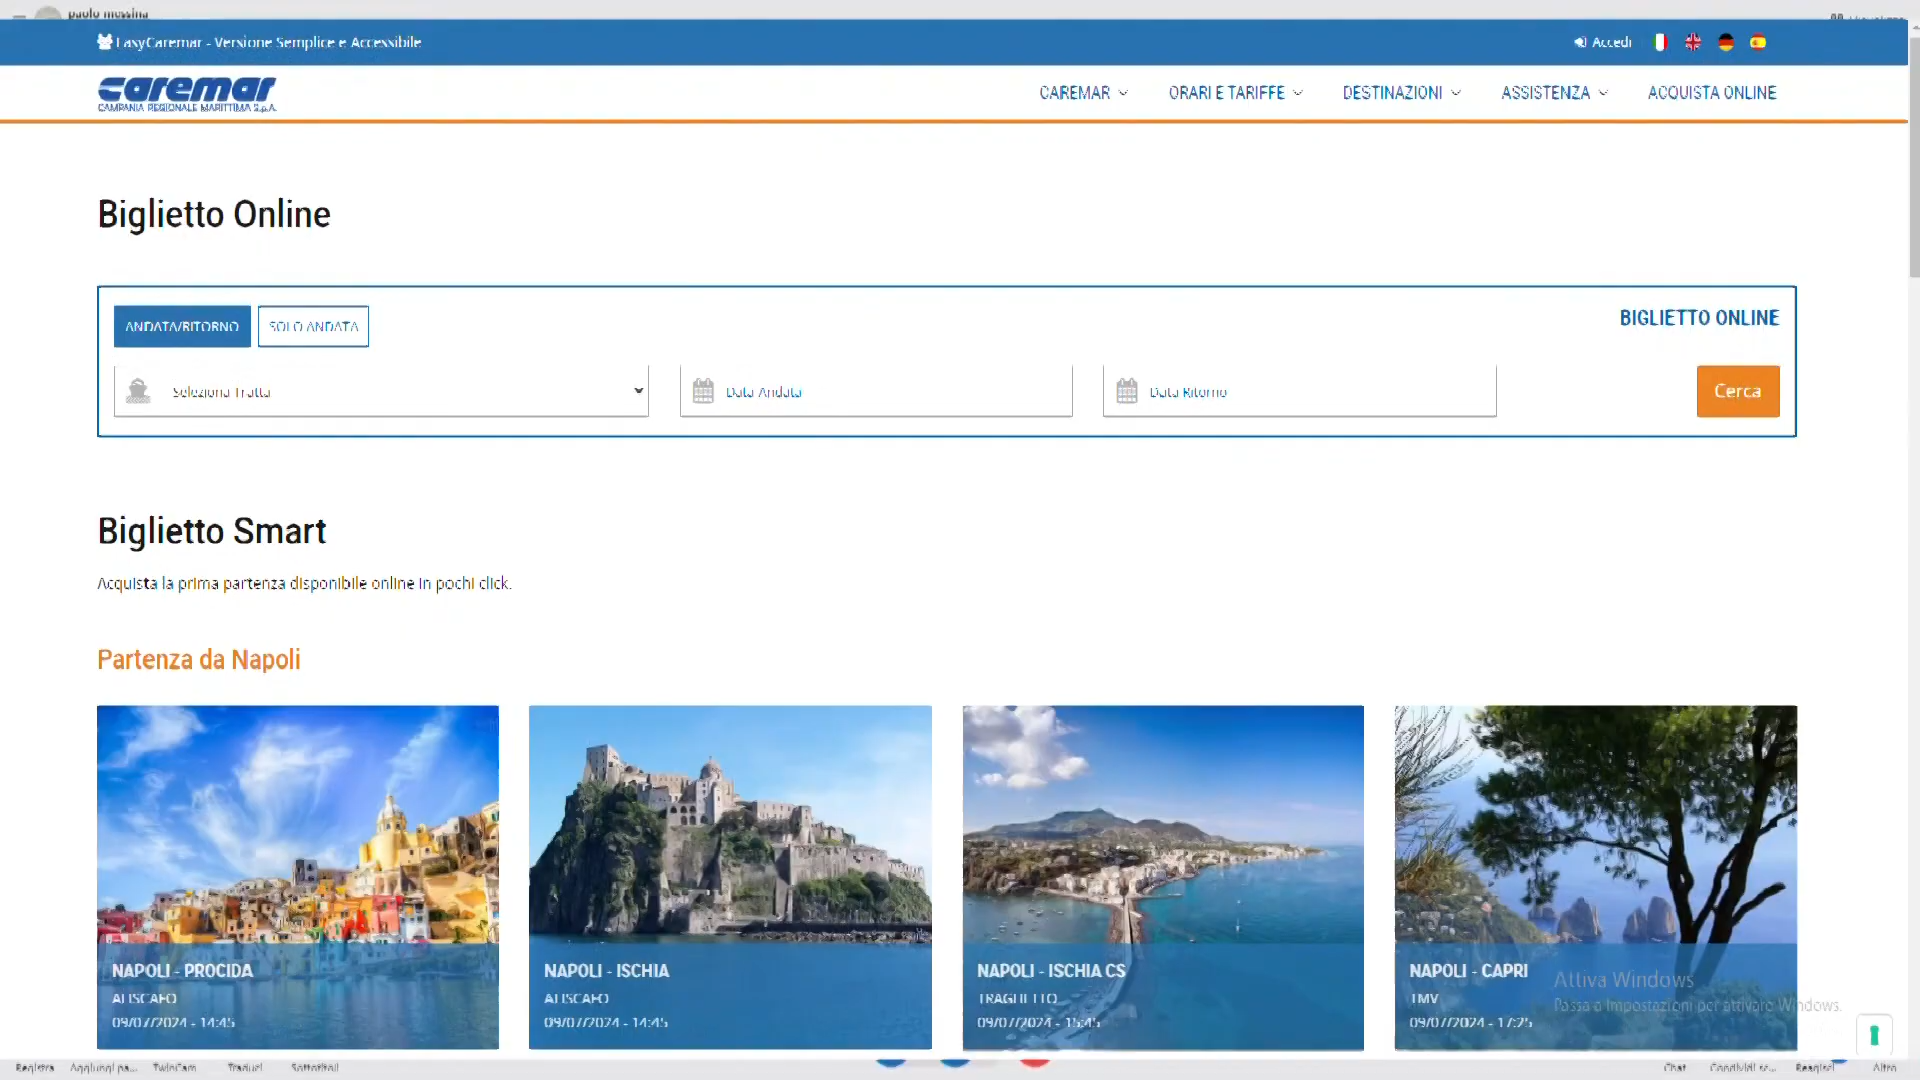 paolo messina
EasyCaremar - Versione Semplice e Accessibile
Accedi
caremar
CAMPANIA REGIONALE MARITTIMA S.p.A.
CAREMAR
ORARI E TARIFFE
DESTINAZIONI
ASSISTENZA
ACQUISTA ONLINE
Biglietto Online
ANDATA/RITORNO
SOLO ANDATA
BIGLIETTO ONLINE
Seleziona Tratta
Data Andata
Data Ritorno
Cerca
Biglietto Smart
Acquista la prima partenza disponibile online in pochi click.
Partenza da Napoli
NAPOLI - PROCIDA
ALISCAFO
09/07/2024 - 14:45
NAPOLI - ISCHIA
ALISCAFO
09/07/2024 - 14:45
NAPOLI - ISCHIA CS
TRAGHETTO
09/07/2024 - 15:45
NAPOLI - CAPRI
TMV
09/07/2024 - 17:25
Attiva Windows
Passa a Impostazioni per attivare Windows.
Registra
Aggiungi pa...
TwinCam
Traduci
Sottotitoli
Chat
Condividi sc...
Reagisci
Altro